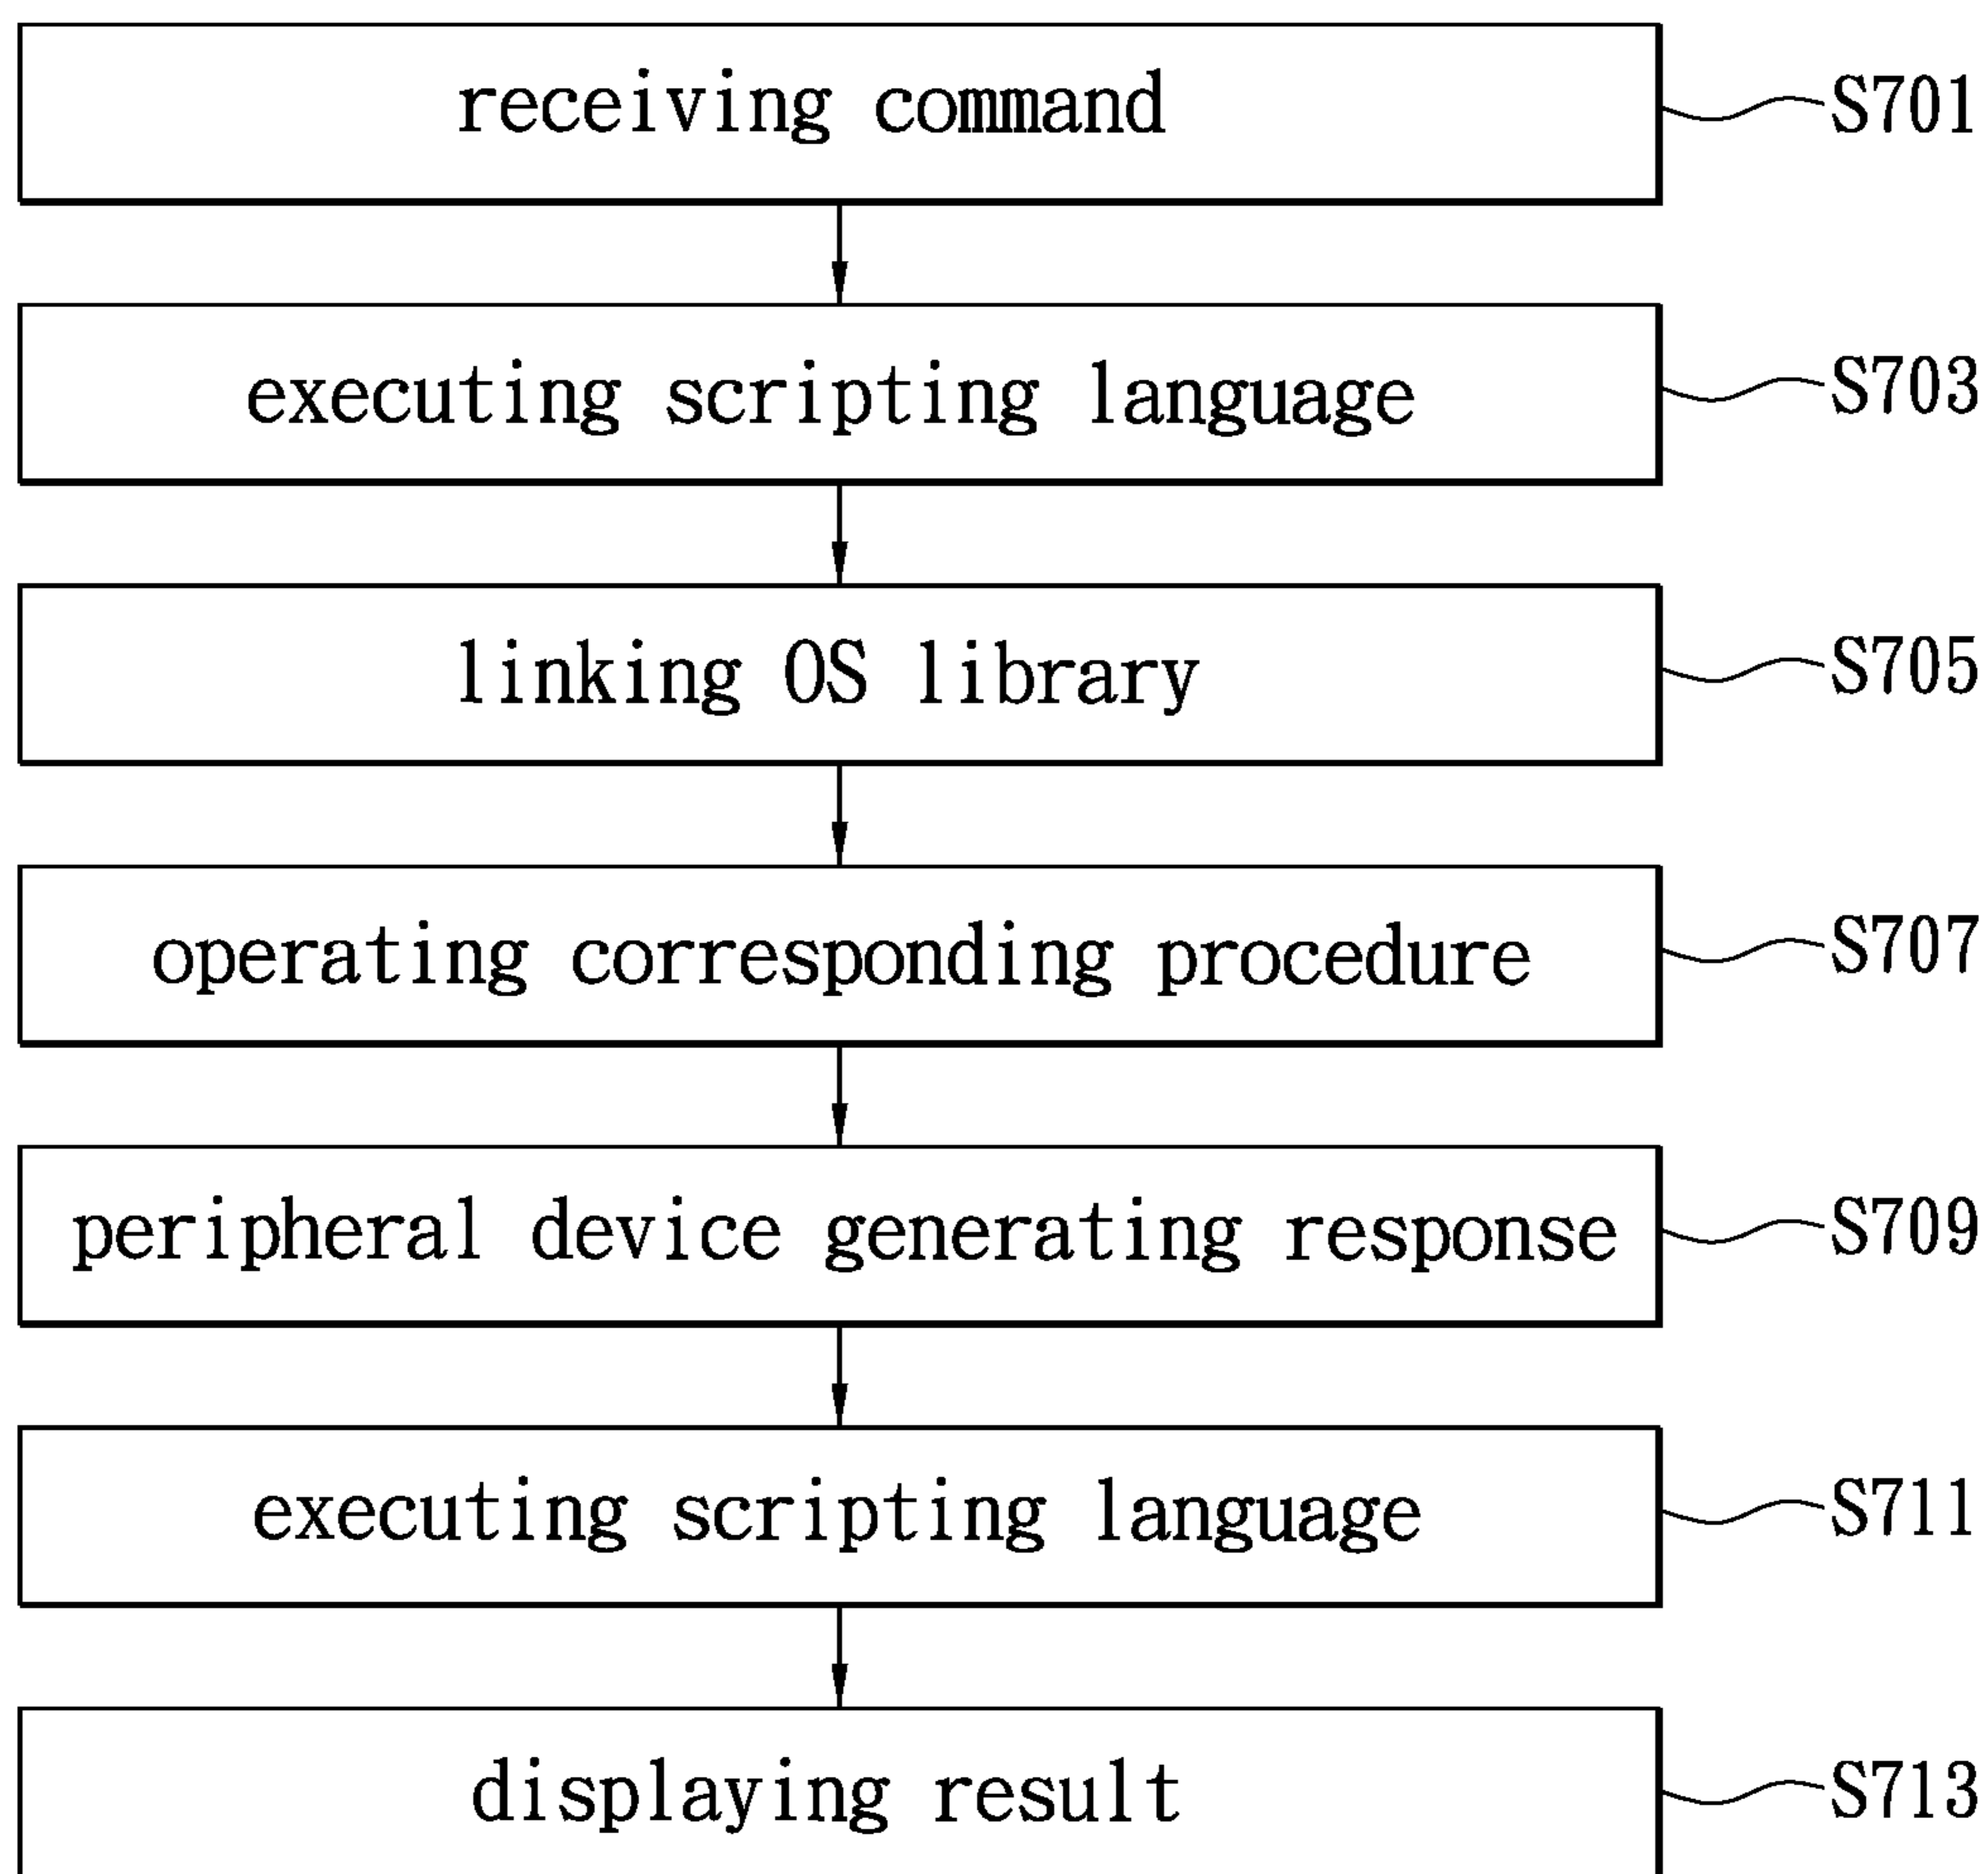 receiving command S701
executing scripting language S703
linking OS library S705
operating corresponding procedure S707
peripheral device generating response S709
executing scripting language S711
displaying result S713